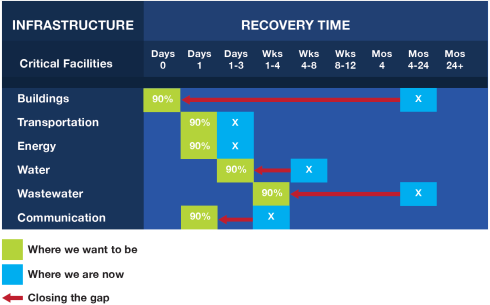 INFRASTRUCTURE RECOVERY TIME
Critical Facilities Days 0 Days 1 Days 1-3 Wks 1-4 Wks 4-8 Wks 8-12 Mos 4 Mos 4-24 Mos 24+
Buildings 90% X
Transportation 90% X
Energy 90% X
Water 90% X
Wastewater 90% X
Communication 90% X
Where we want to be
Where we are now
Closing the gap